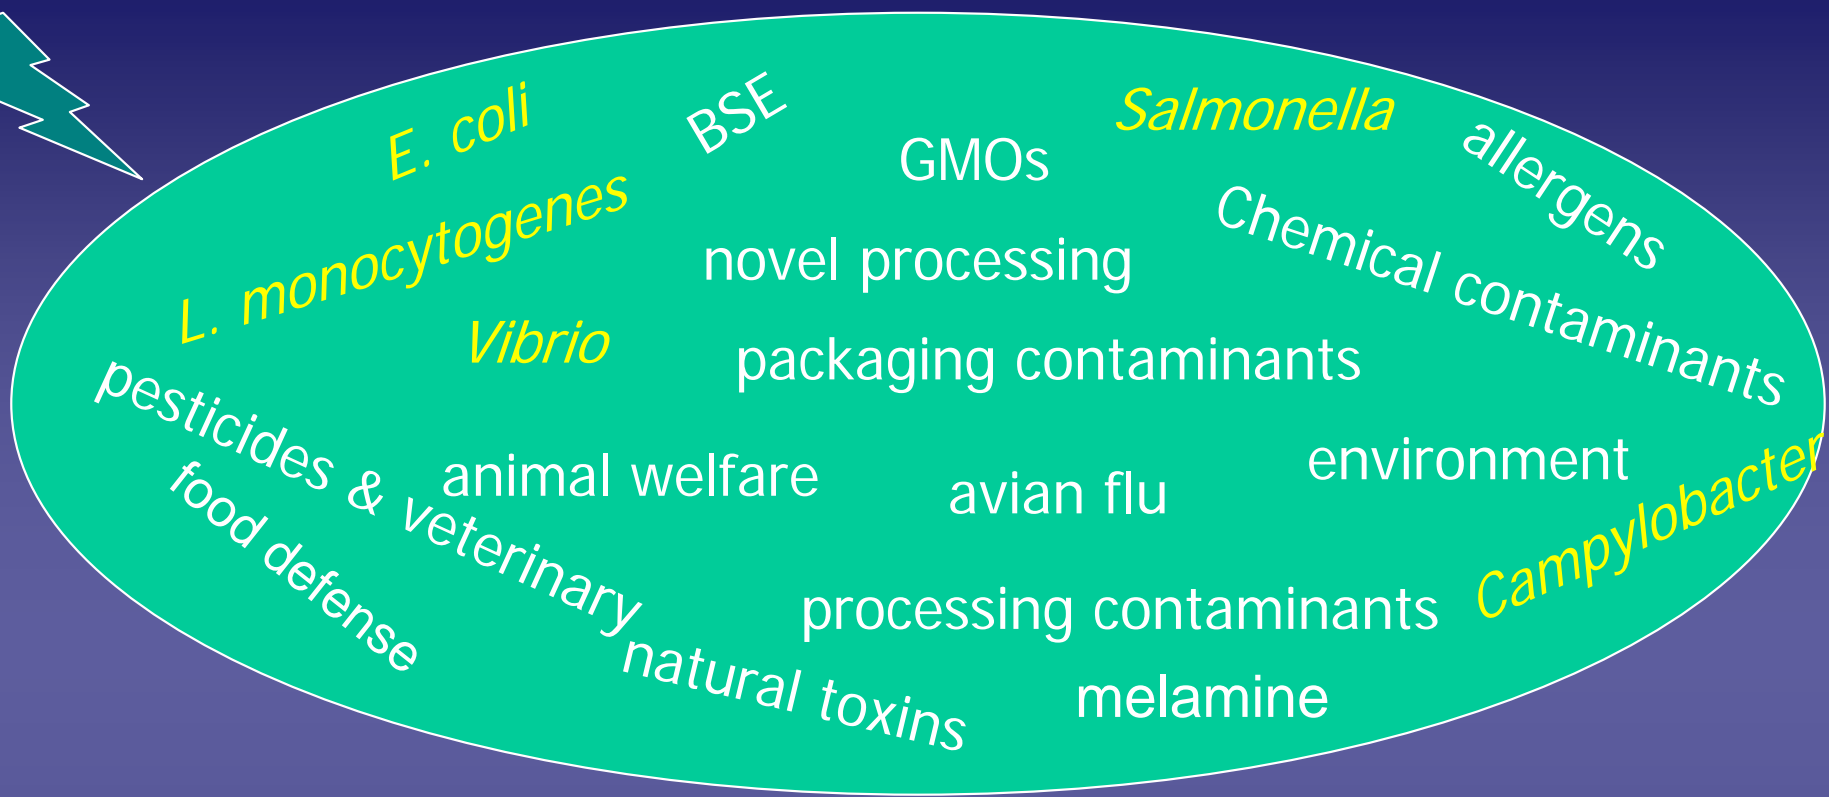 E. coli
BSE
Salmonella
GMOs
allergens
L. monocytogenes
Chemical contaminants
novel processing
Vibrio
packaging contaminants
pesticides & veterinary
animal welfare
avian flu
environment
Campylobacter
food defense
processing contaminants
natural toxins
melamine